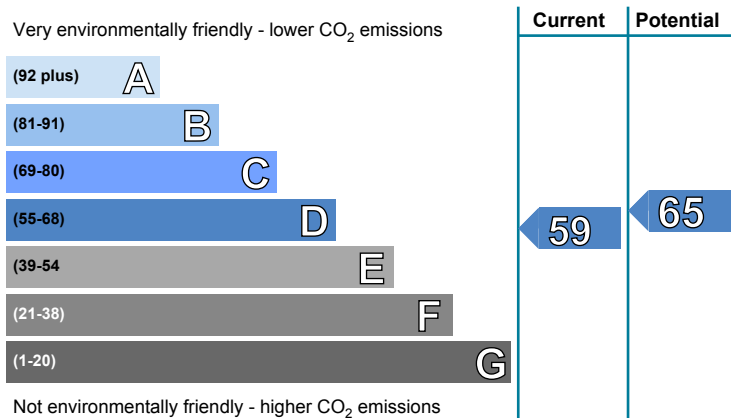 Very environmentally friendly - lower CO2 emissions
Current
Potential
(92 plus) A
(81-91) B
(69-80) C
(55-68) D
(39-54 E
(21-38) F
(1-20) G
59
65
Not environmentally friendly - higher CO2 emissions